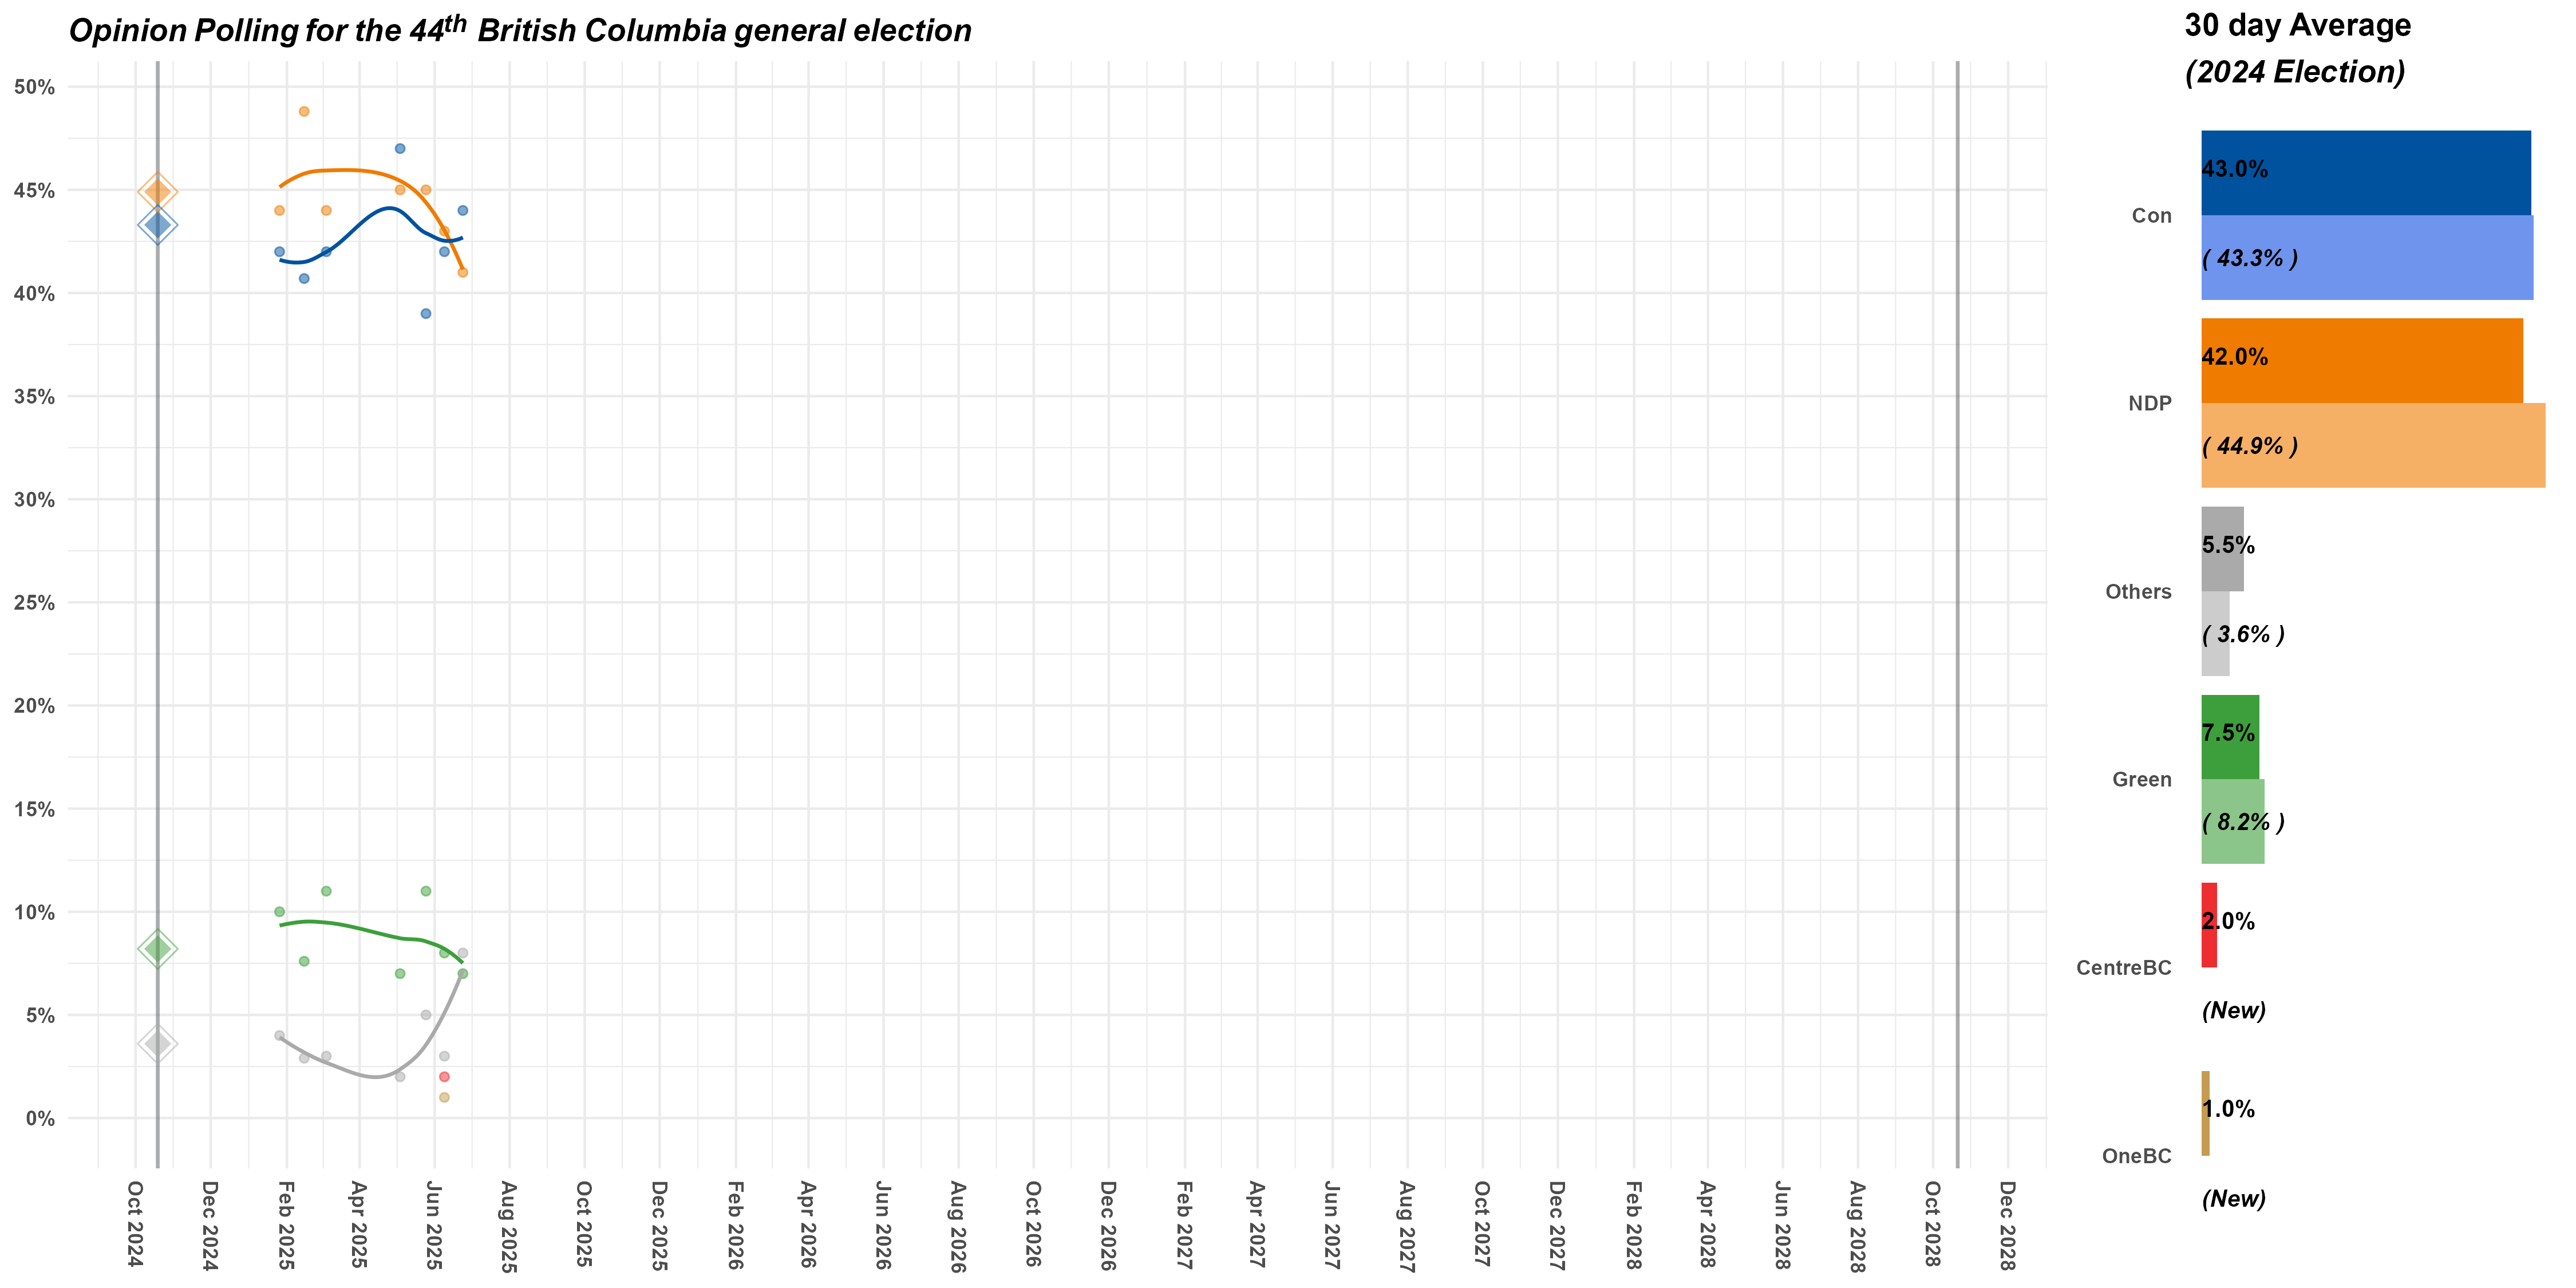 Opinion Polling for the 44th British Columbia general election
50%
45%
40%
35%
30%
25%
20%
15%
10%
5%
0%
Oct 2024
Dec 2024
Feb 2025
Apr 2025
Jun 2025
Aug 2025
Oct 2025
Dec 2025
Feb 2026
Apr 2026
Jun 2026
Aug 2026
Oct 2026
Dec 2026
Feb 2027
Apr 2027
Jun 2027
Aug 2027
Oct 2027
Dec 2027
Feb 2028
Apr 2028
Jun 2028
Aug 2028
Oct 2028
Dec 2028
30 day Average
(2024 Election)
43.0%
Con
( 43.3% )
42.0%
NDP
( 44.9% )
5.5%
Others
( 3.6% )
7.5%
Green
( 8.2% )
2.0%
CentreBC
(New)
1.0%
OneBC
(New)